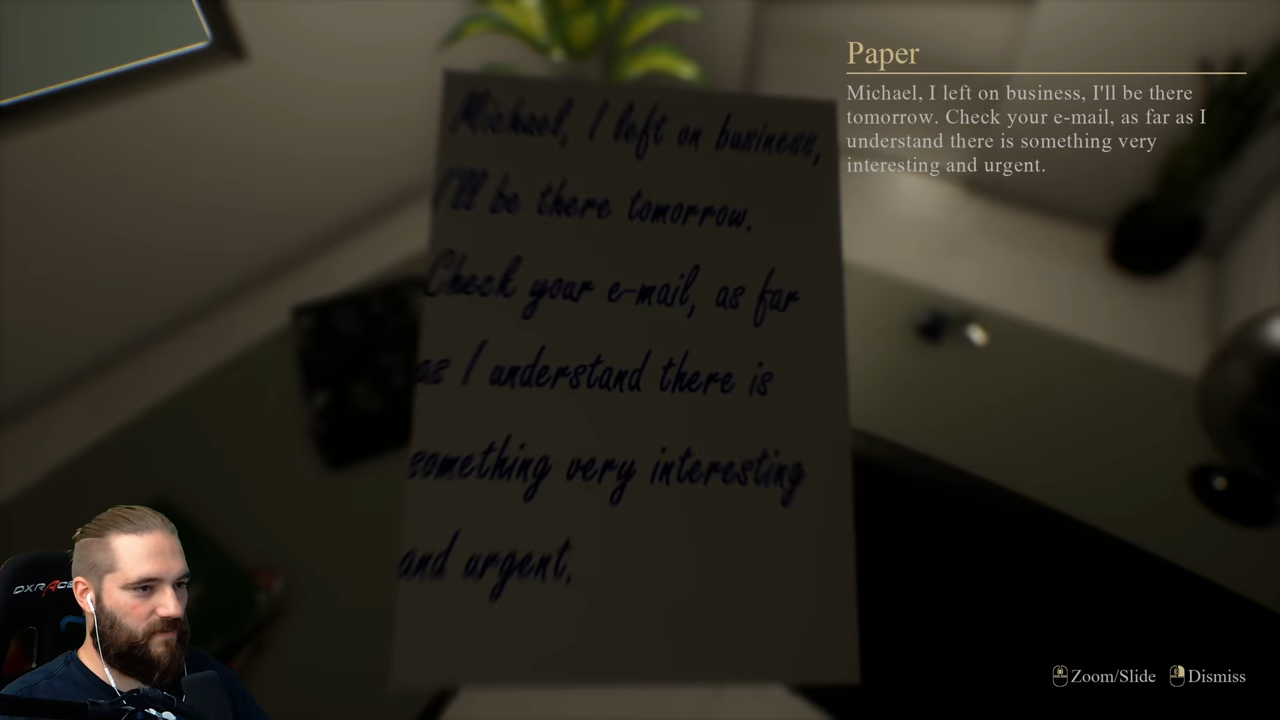 Paper
Michael, I left on business, I'll be there
tomorrow. Check your e-mail, as far as I
understand there is something very
interesting and urgent.
Michael, I left on business,
I'll be there tomorrow.
Check your e-mail, as far
as I understand there is
something very interesting
and urgent.
DXRACE
Zoom/Slide
Dismiss